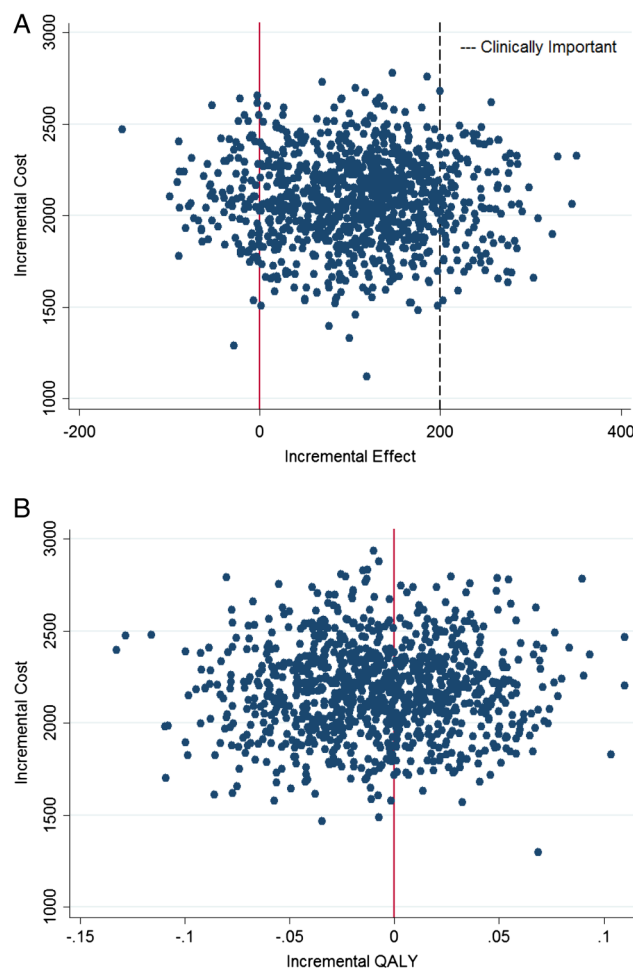 A
--- Clinically Important
Incremental Cost
3000
2500
2000
1500
1000
-200
0
200
400
Incremental Effect
B
Incremental Cost
3000
2500
2000
1500
1000
-.15
-.1
-.05
0
.05
.1
Incremental QALY